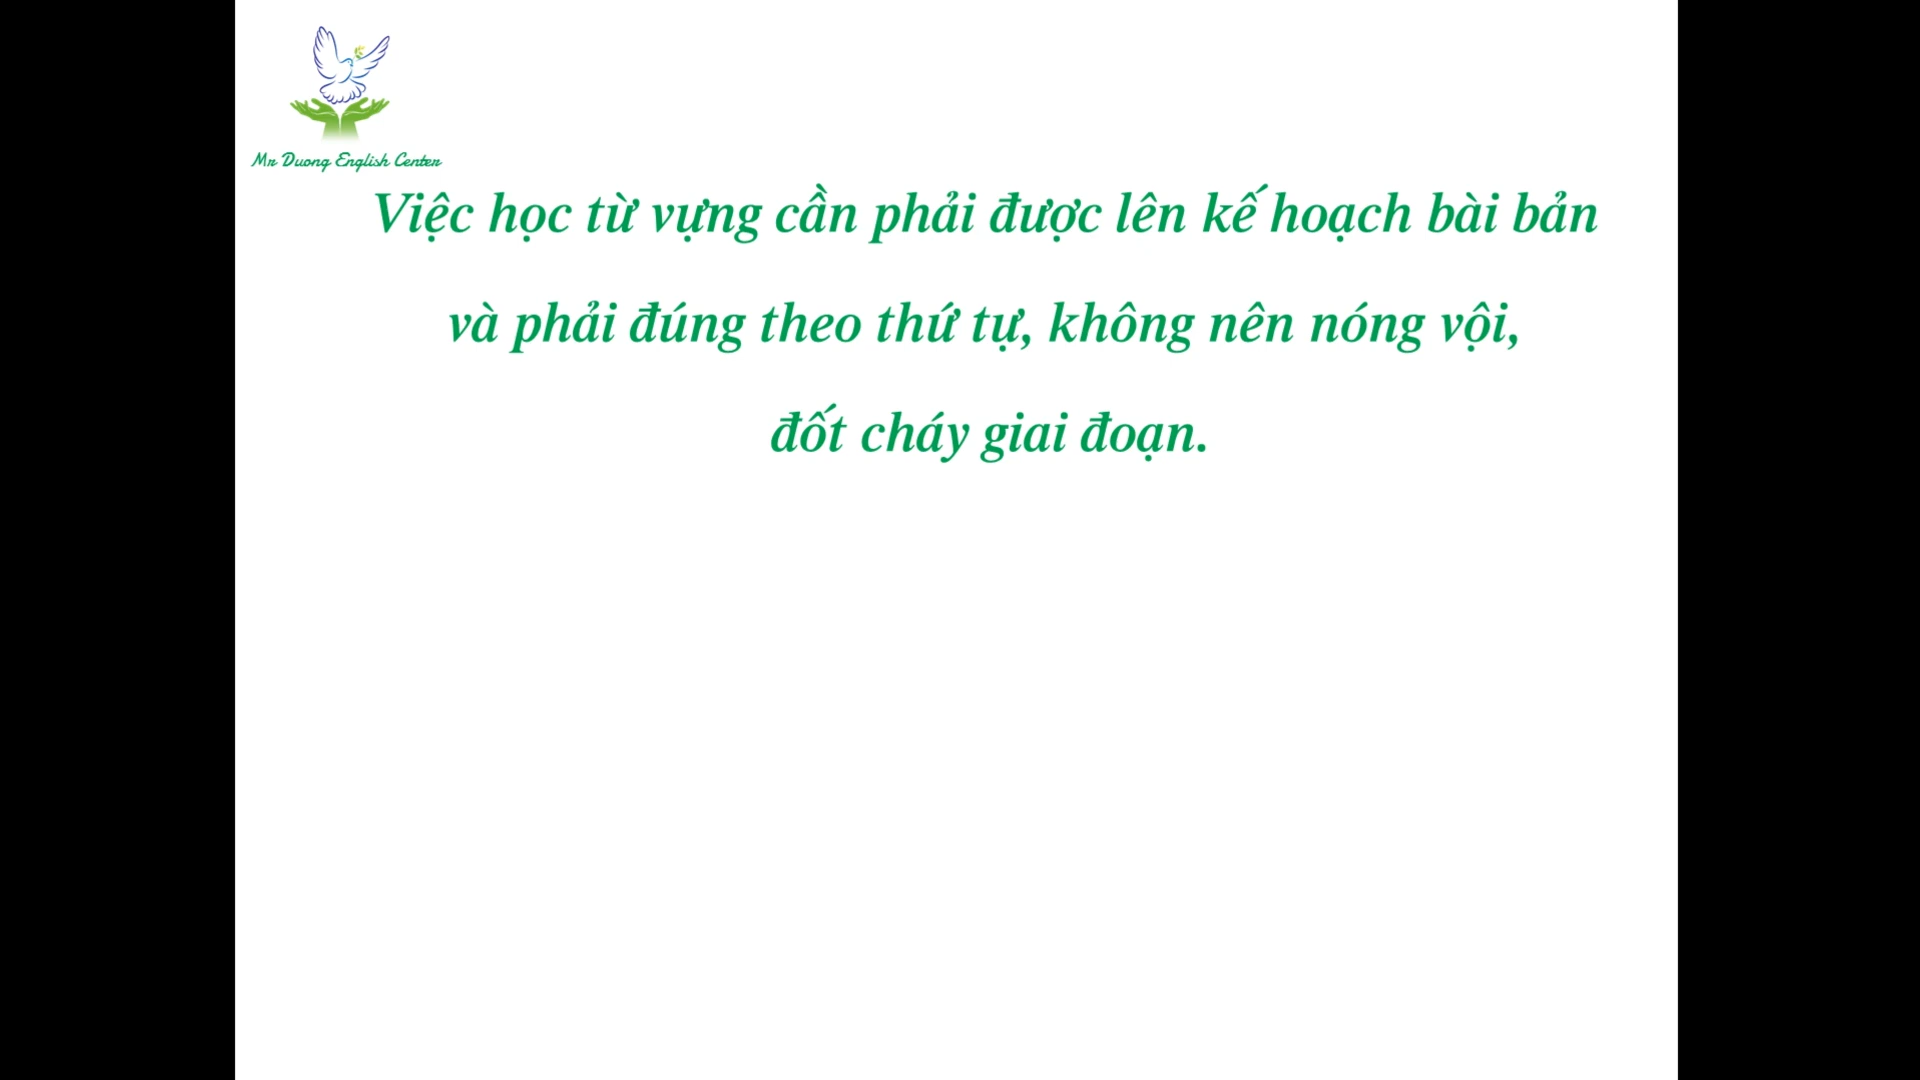 Mr Duong English Center
Việc học từ vựng cần phải được lên kế hoạch bài bản
và phải đúng theo thứ tự, không nên nóng vội,
đốt cháy giai đoạn.